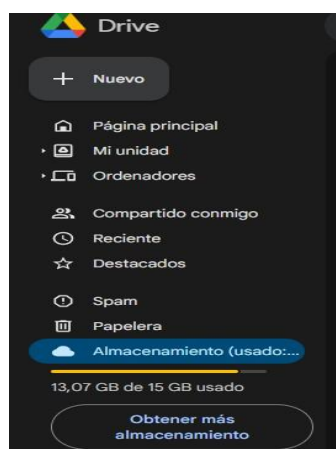 Drive
Nuevo
Página principal
Mi unidad
Ordenadores
Compartido conmigo
Reciente
Destacados
Spam
Papelera
Almacenamiento (usado:...
13,07 GB de 15 GB usado
Obtener más
almacenamiento